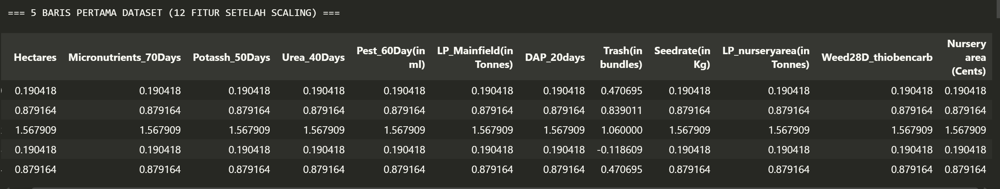 === 5 BARIS PERTAMA DATASET (12 FITUR SETELAH SCALING) ===
Hectares Micronutrients_70Days Potassh_50Days Urea_40Days Pest_60Day(in ml) LP_Mainfield(in Tonnes) DAP_20days Trash(in bundles) Seedrate(in Kg) LP_nurseryarea(in Tonnes) Weed28D_thiobencarb Nursery area (Cents)
0.190418 0.190418 0.190418 0.190418 0.190418 0.190418 0.190418 0.470695 0.190418 0.190418 0.190418 0.190418
0.879164 0.879164 0.879164 0.879164 0.879164 0.879164 0.879164 0.839011 0.879164 0.879164 0.879164 0.879164
1.567909 1.567909 1.567909 1.567909 1.567909 1.567909 1.567909 1.060000 1.567909 1.567909 1.567909 1.567909
0.190418 0.190418 0.190418 0.190418 0.190418 0.190418 0.190418 -0.118609 0.190418 0.190418 0.190418 0.190418
0.879164 0.879164 0.879164 0.879164 0.879164 0.879164 0.879164 0.470695 0.879164 0.879164 0.879164 0.879164